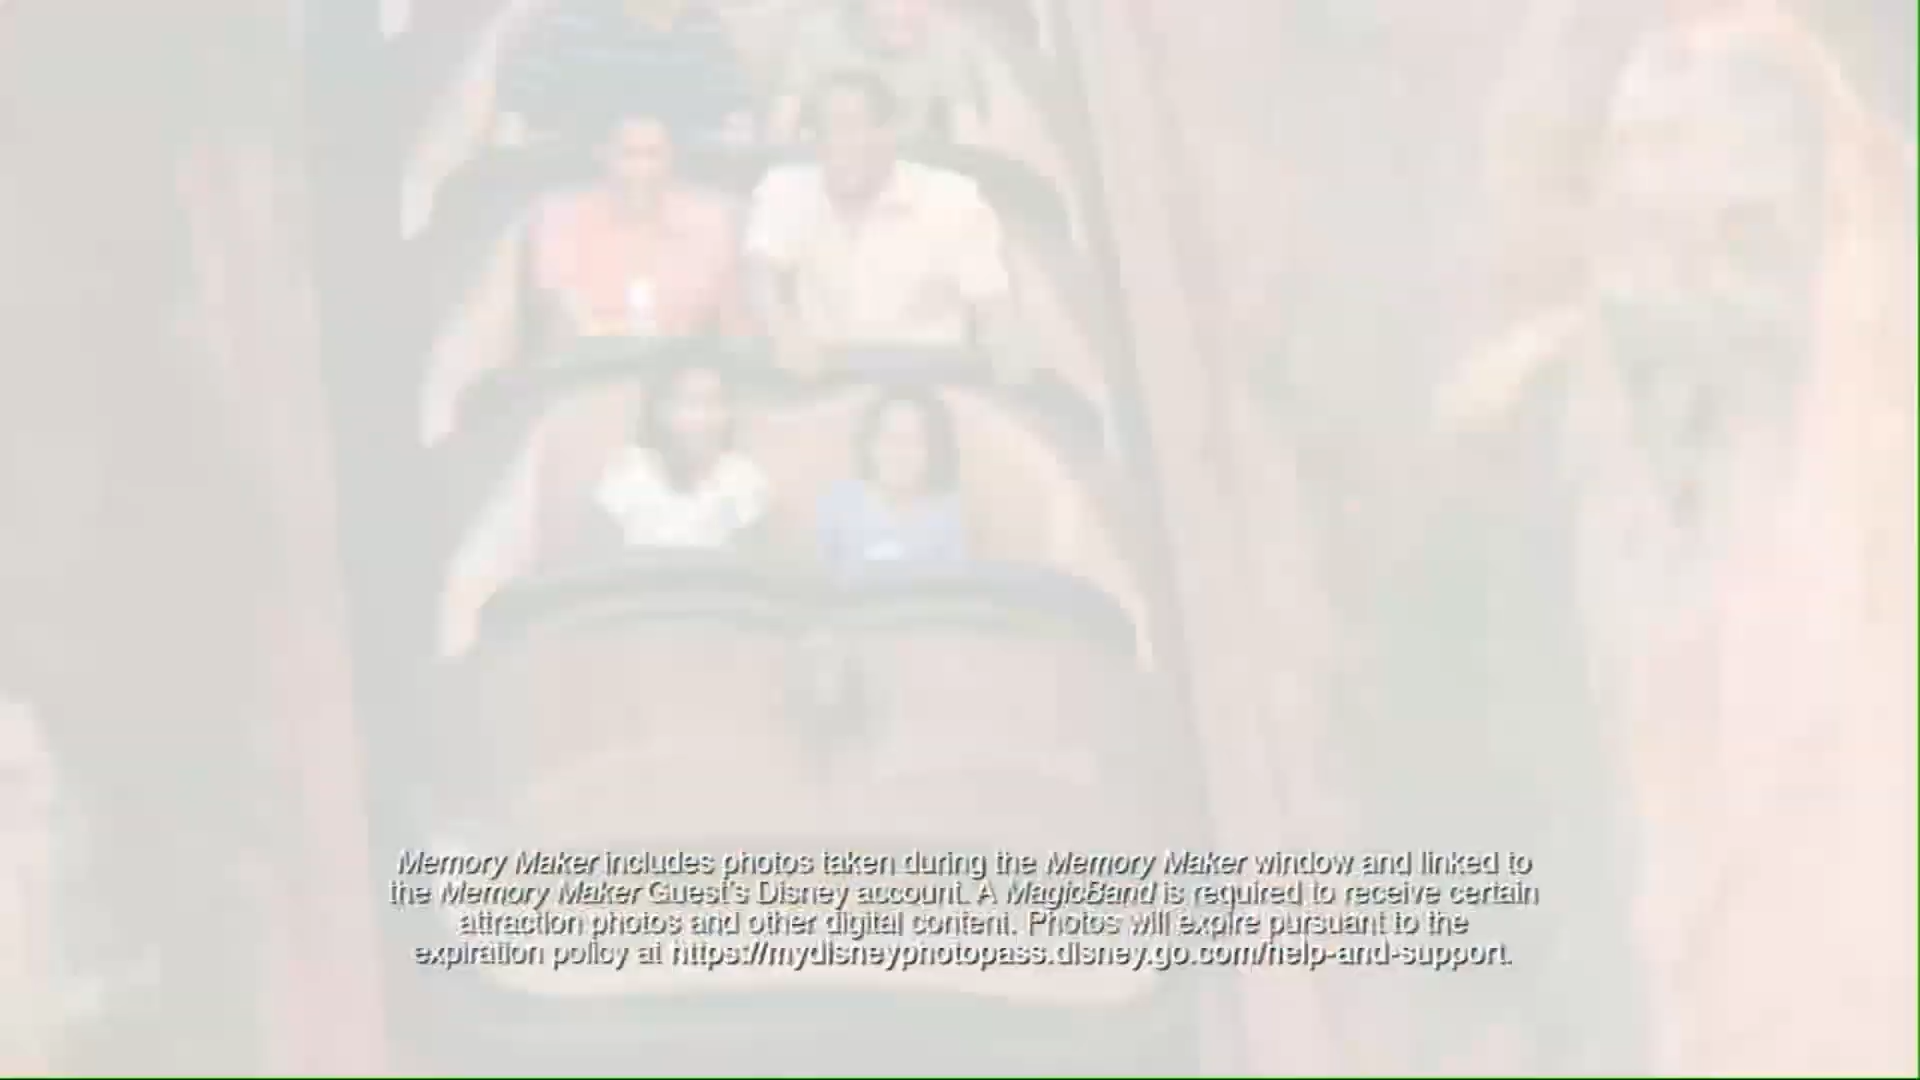 Memory Maker includes photos taken during the Memory Maker window and linked to
the Memory Maker Guest's Disney account. A MagicBand is required to receive certain
attraction photos and other digital content. Photos will expire pursuant to the
expiration policy at https://mydisneyphotopass.disney.go.com/help-and-support.